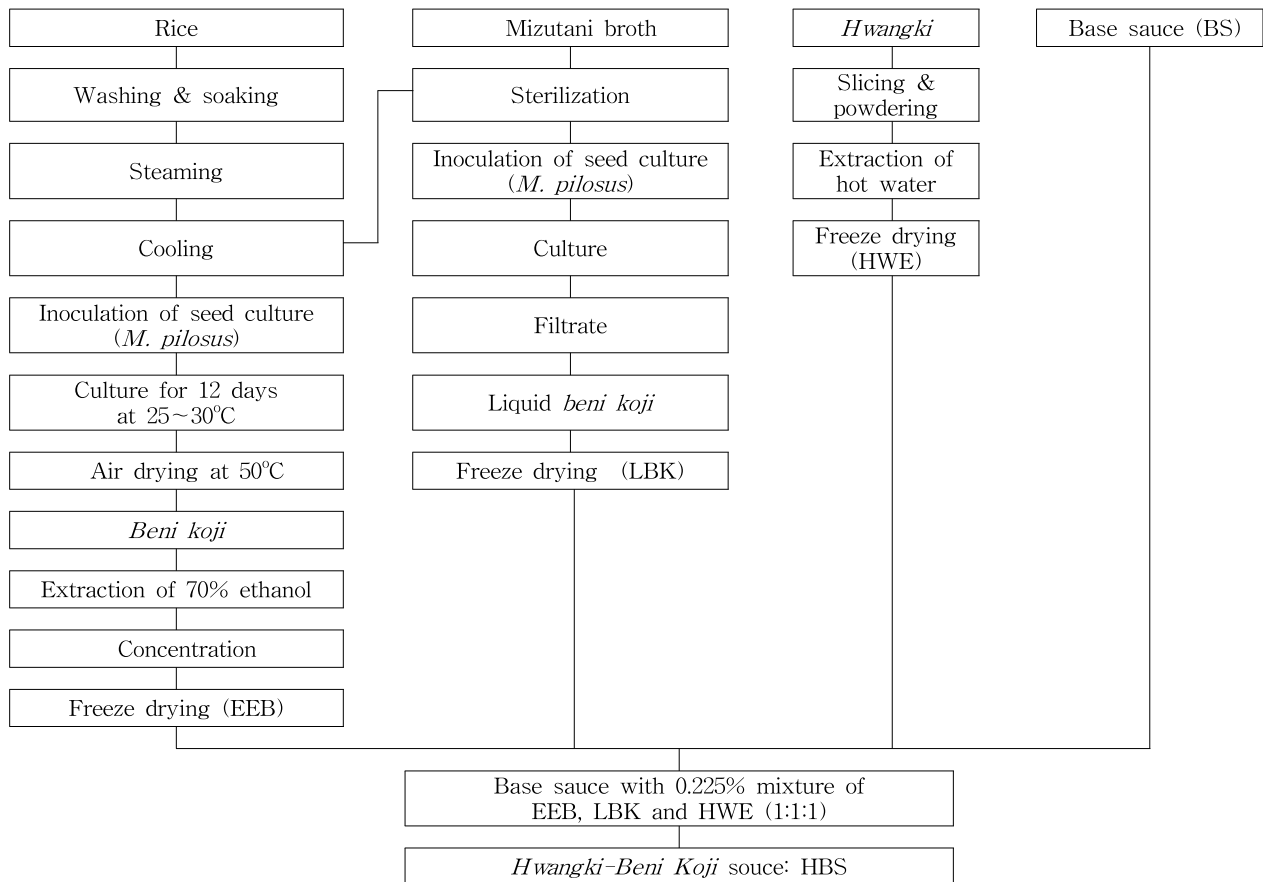 Rice
Washing & soaking
Steaming
Cooling
Inoculation of seed culture
(M. pilosus)
Culture for 12 days
at 25~30°C
Air drying at 50°C
Beni koji
Extraction of 70% ethanol
Concentration
Freeze drying (EEB)
Mizutani broth
Sterilization
Inoculation of seed culture
(M. pilosus)
Culture
Filtrate
Liquid beni koji
Freeze drying (LBK)
Hwangki
Slicing &
powdering
Extraction of
hot water
Freeze drying
(HWE)
Base sauce (BS)
Base sauce with 0.225% mixture of
EEB, LBK and HWE (1:1:1)
Hwangki-Beni Koji souce: HBS